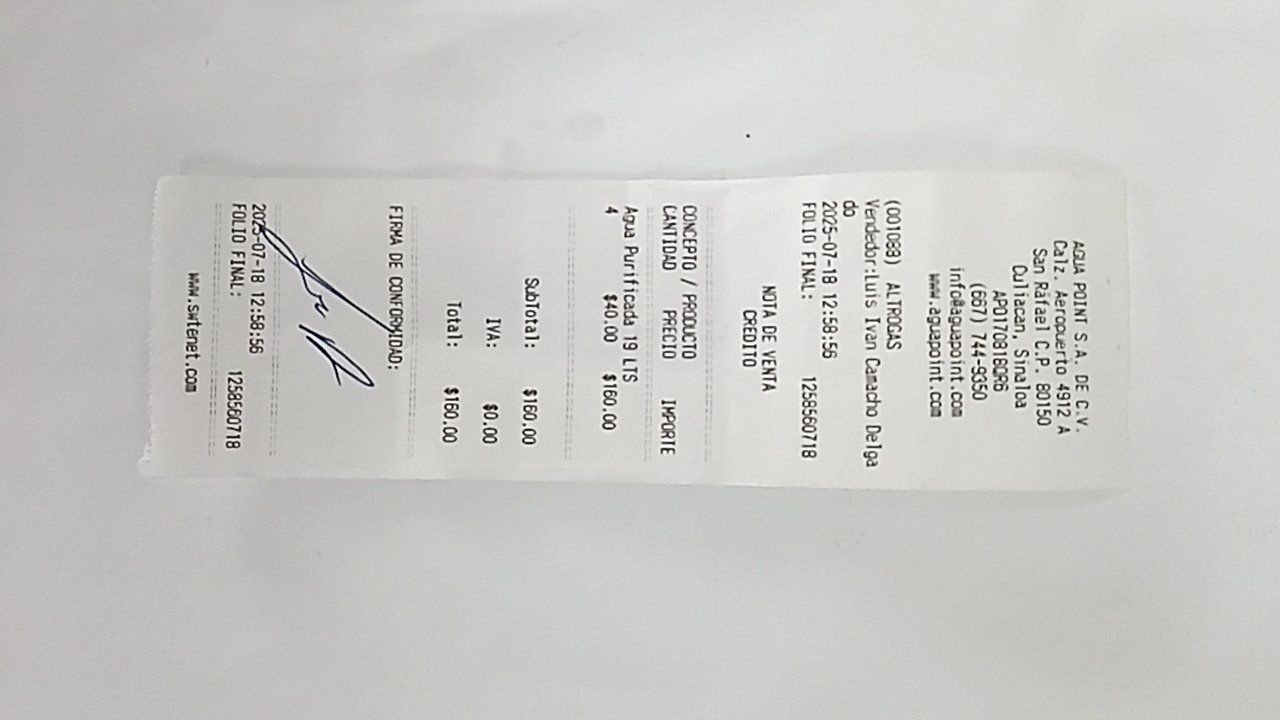 AGUA POINT S.A. DE C.V.
Calz. Aeropuerto 4912 A
San Rafael C.P. 80150
Culiacan, Sinaloa
APO170818QR6
(667) 744-9350
info@aguapoint.com
www.aguapoint.com
(001088) ALTROGAS
Vendedor:Luis Ivan Camacho Delga
do
2025-07-18 12:58:56
FOLIO FINAL: 1258560718
NOTA DE VENTA
CREDITO
CONCEPTO / PRODUCTO
CANTIDAD PRECIO IMPORTE
Agua Purificada 19 LTS
4 $40.00 $160.00
SubTotal: $160.00
IVA: $0.00
Total: $160.00
FIRMA DE CONFORMIDAD:
2025-07-18 12:58:56
FOLIO FINAL: 1258560718
www.swtenet.com